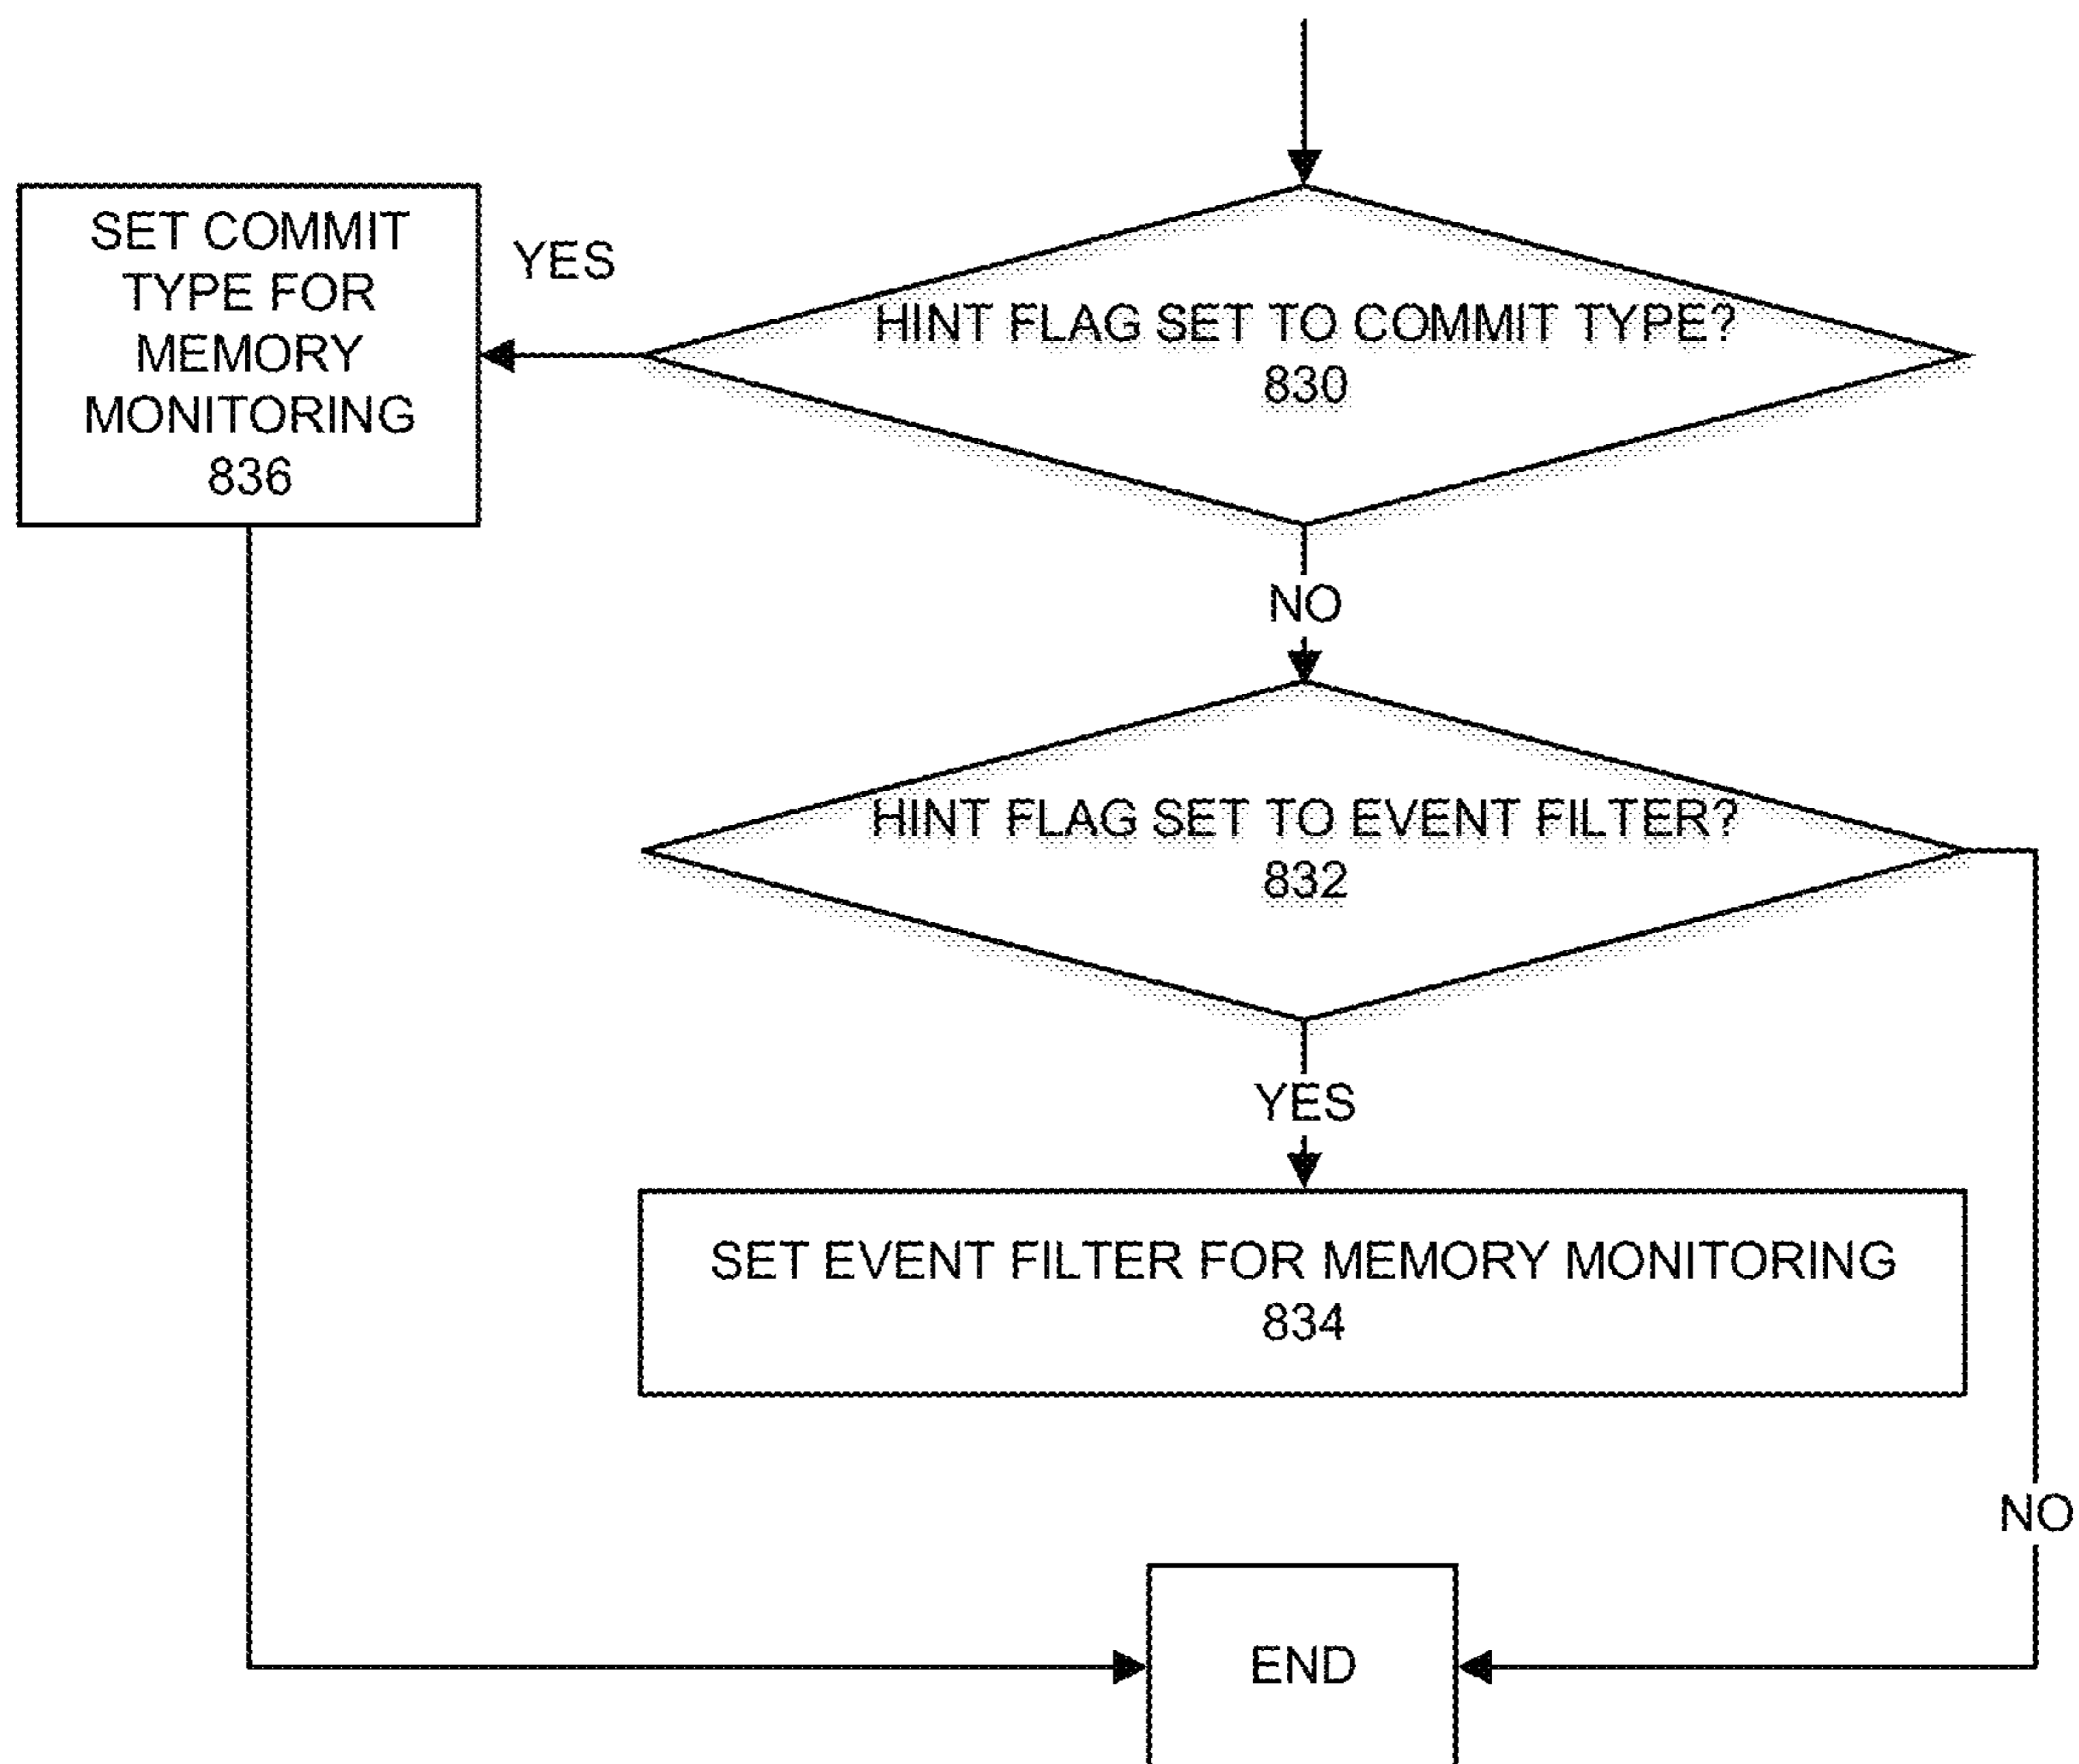 SET COMMIT
TYPE FOR
MEMORY
MONITORING
836
YES
HINT FLAG SET TO COMMIT TYPE?
830
NO
HINT FLAG SET TO EVENT FILTER?
832
YES
SET EVENT FILTER FOR MEMORY MONITORING
834
NO
END